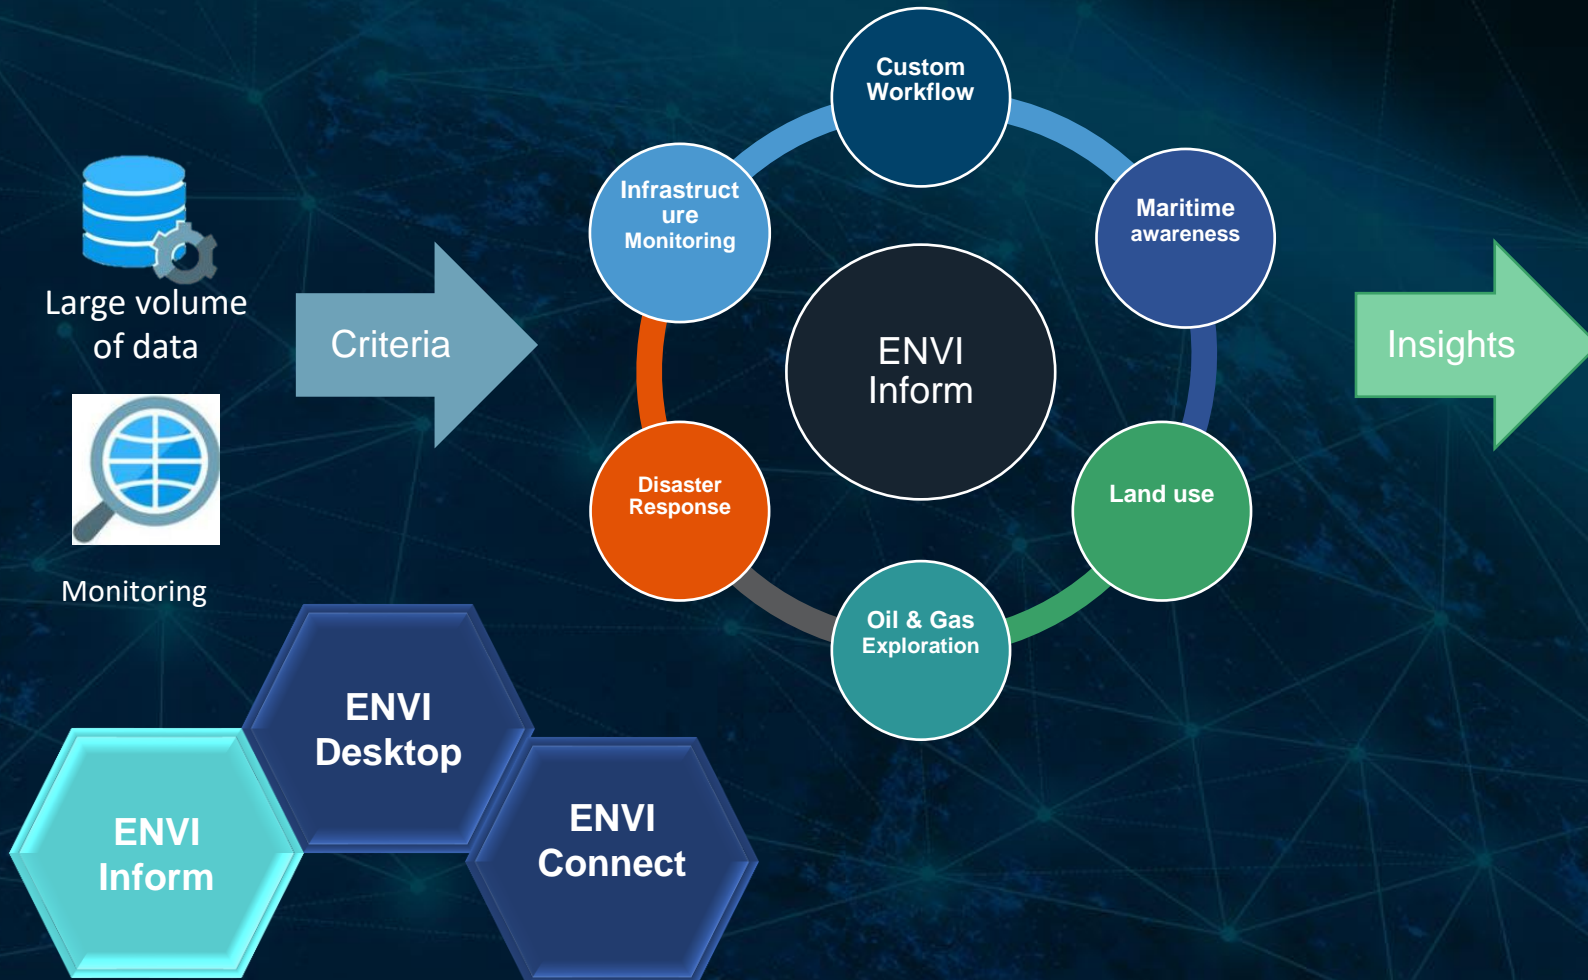 Large volume
of data
Monitoring
Criteria
Custom
Workflow
Infrastruct
ure
Monitoring
Maritime
awareness
ENVI
Inform
Disaster
Response
Land use
Oil & Gas
Exploration
Insights
ENVI
Desktop
ENVI
Inform
ENVI
Connect